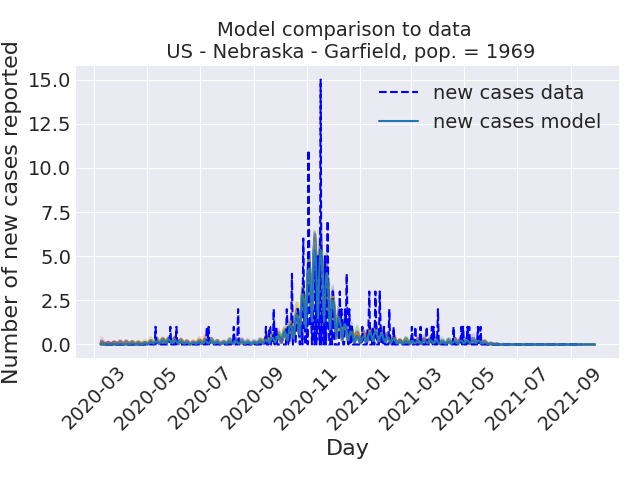 Model comparison to data
US - Nebraska - Garfield, pop. = 1969
Number of new cases reported
15.0
12.5
10.0
7.5
5.0
2.5
0.0
new cases data
new cases model
2020-03
2020-05
2020-07
2020-09
2020-11
2021-01
2021-03
2021-05
2021-07
2021-09
Day